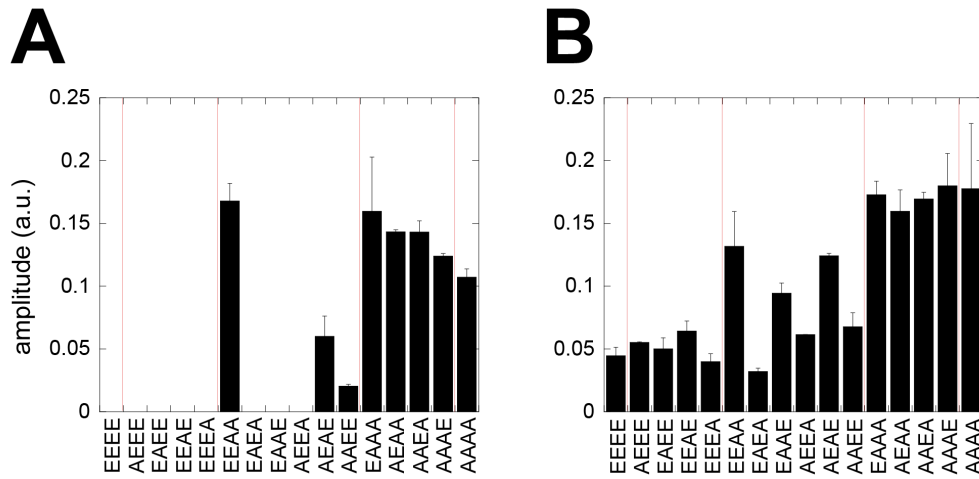 A
amplitude (a.u.)
0.25
0.2
0.15
0.1
0.05
0
EEEE
AEEE
EAEE
EEAE
EEEA
EEAA
EAEA
EAAE
AEEA
AEAE
AAEE
EAAA
AEAA
AAEA
AAAE
AAAA
B
0.25
0.2
0.15
0.1
0.05
0
EEEE
AEEE
EAEE
EEAE
EEEA
EEAA
EAEA
EAAE
AEEA
AEAE
AAEE
EAAA
AEAA
AAEA
AAAE
AAAA